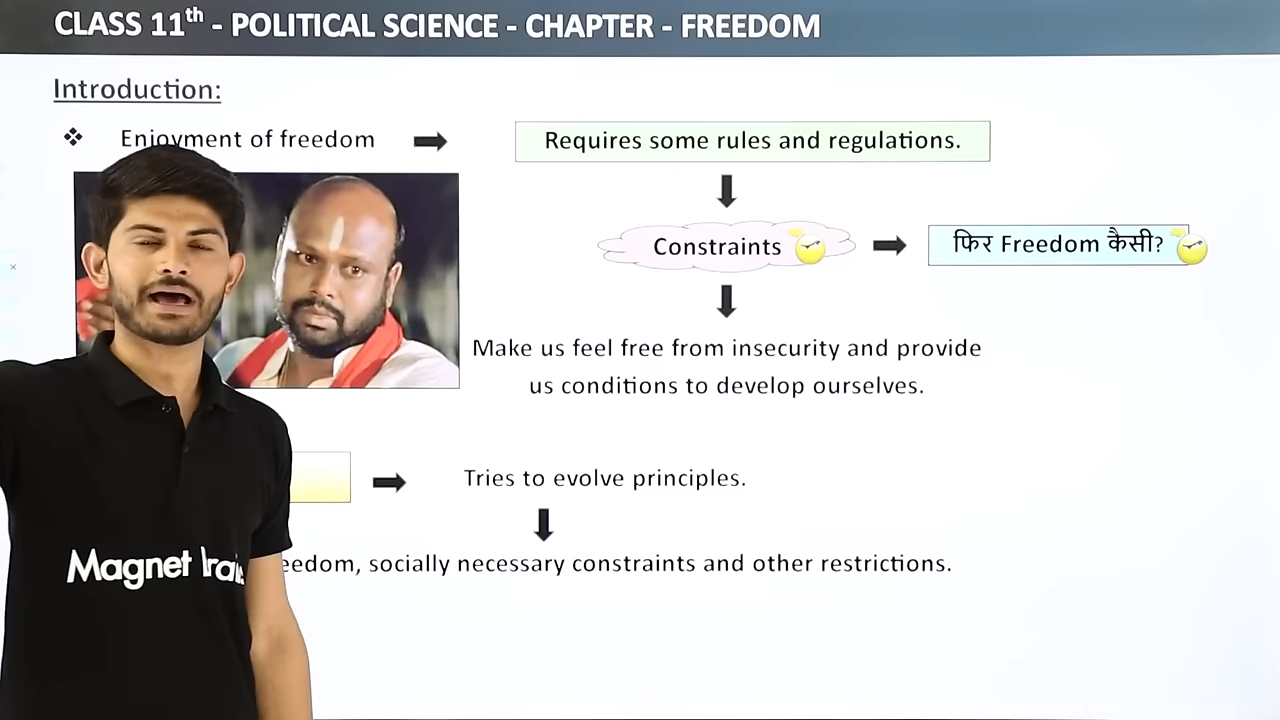 CLASS 11th - POLITICAL SCIENCE - CHAPTER - FREEDOM
Introduction:
❖ Enjoyment of freedom ➡ Requires some rules and regulations.
Constraints ➡ फिर Freedom कैसी?
Make us feel free from insecurity and provide
us conditions to develop ourselves.
➡ Tries to evolve principles.
socially necessary constraints and other restrictions.
Magnet